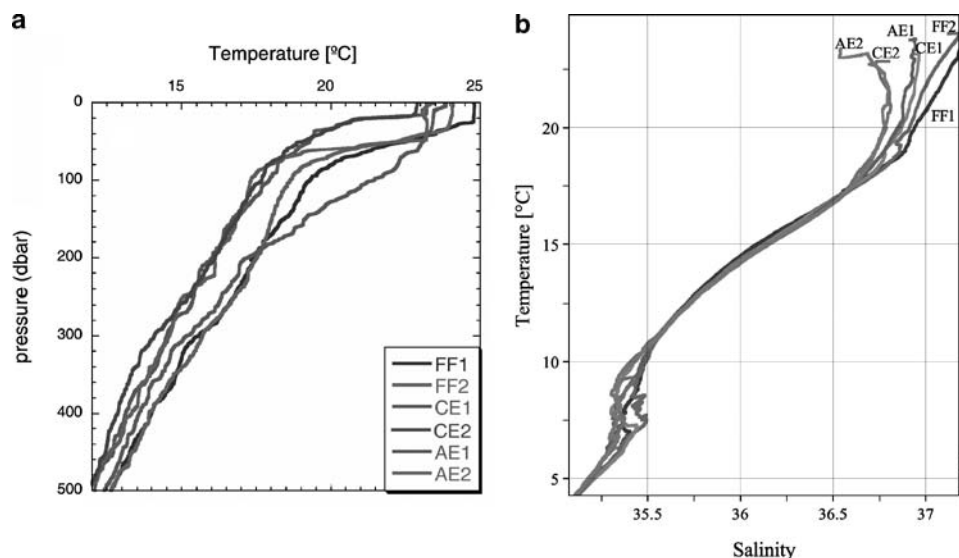 a
Temperature [ºC]
15 20 25
0
100
200
300
400
500
pressure (dbar)
FF1
FF2
CE1
CE2
AE1
AE2
b
FF2
AE1
AE2 CE2 CE1
FF1
20
15
10
5
Temperature [°C]
35.5 36 36.5 37
Salinity